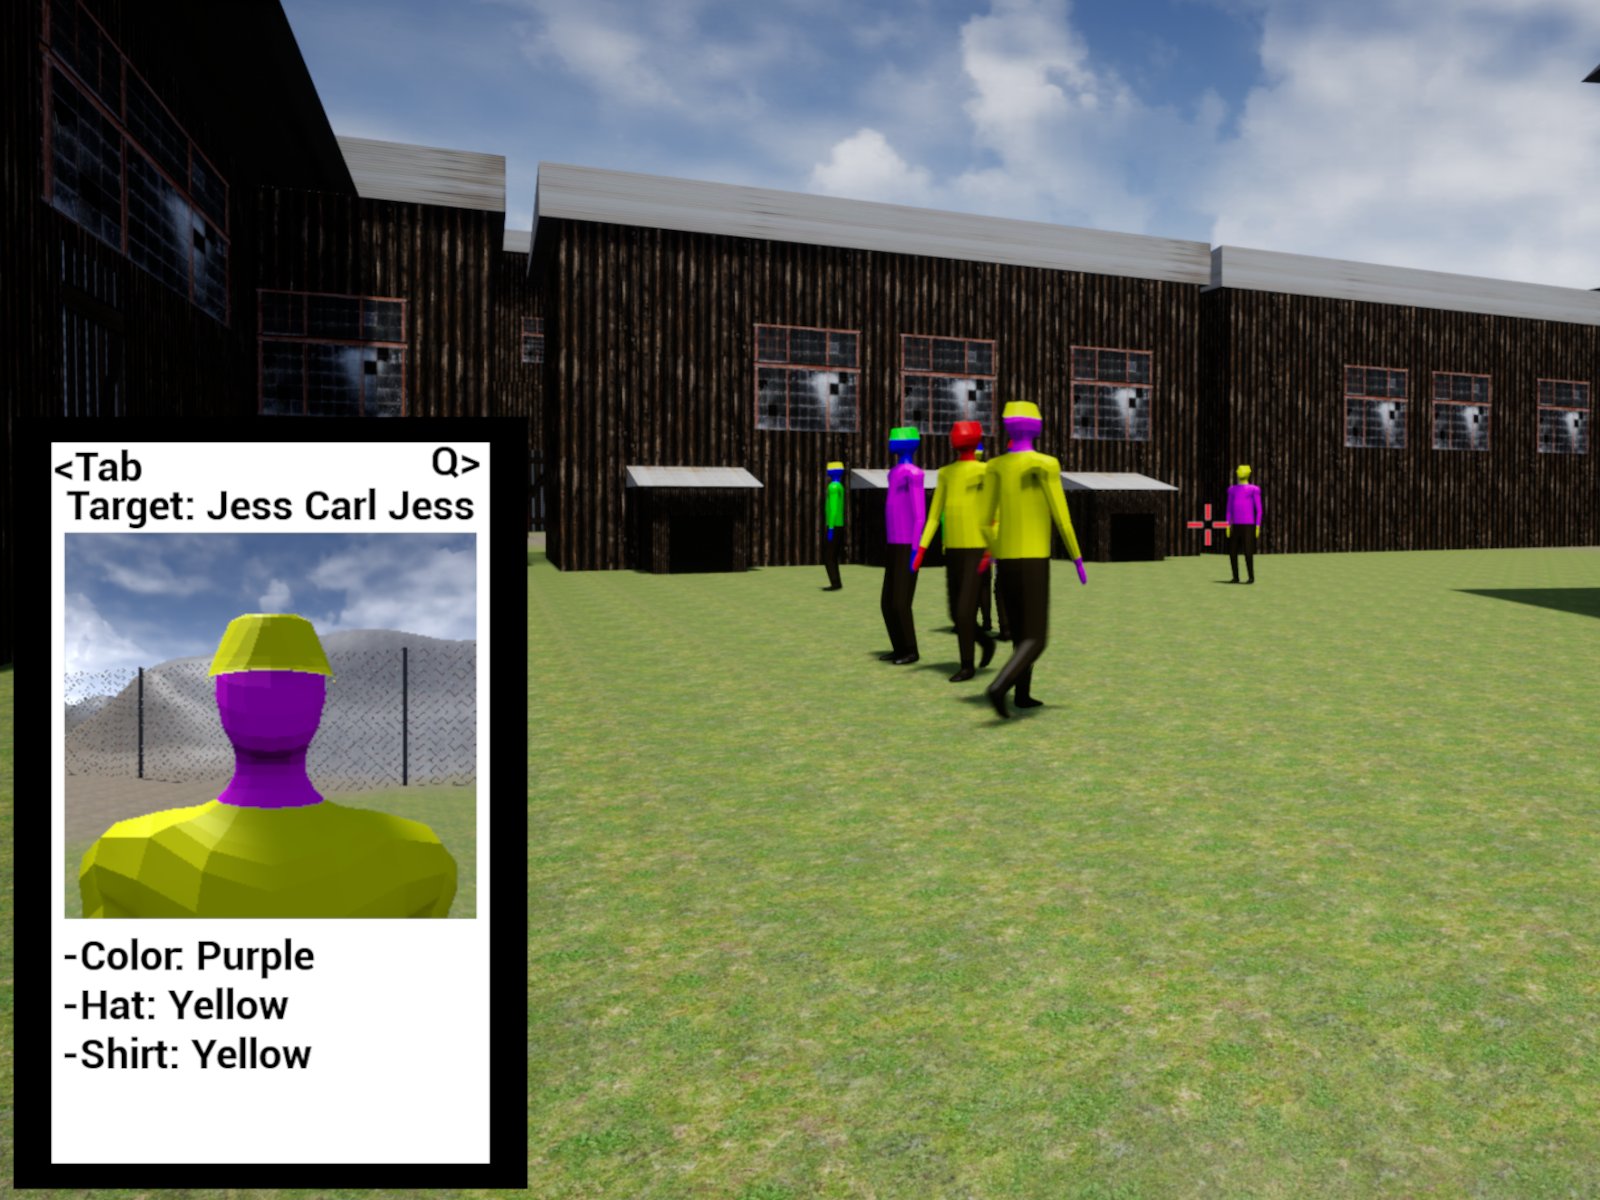 <Tab Q>
Target: Jess Carl Jess
-Color: Purple
-Hat: Yellow
-Shirt: Yellow